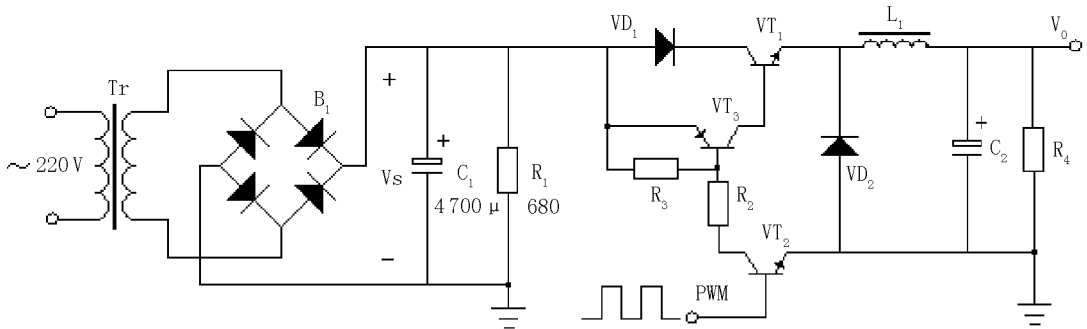 Tr
～220V
B₁
+
Vs
−
+
C₁
4700μ
R₁
680
VD₁
VT₁
VT₃
R₃
R₂
VT₂
PWM
VD₂
L₁
+
C₂
R₄
V₀